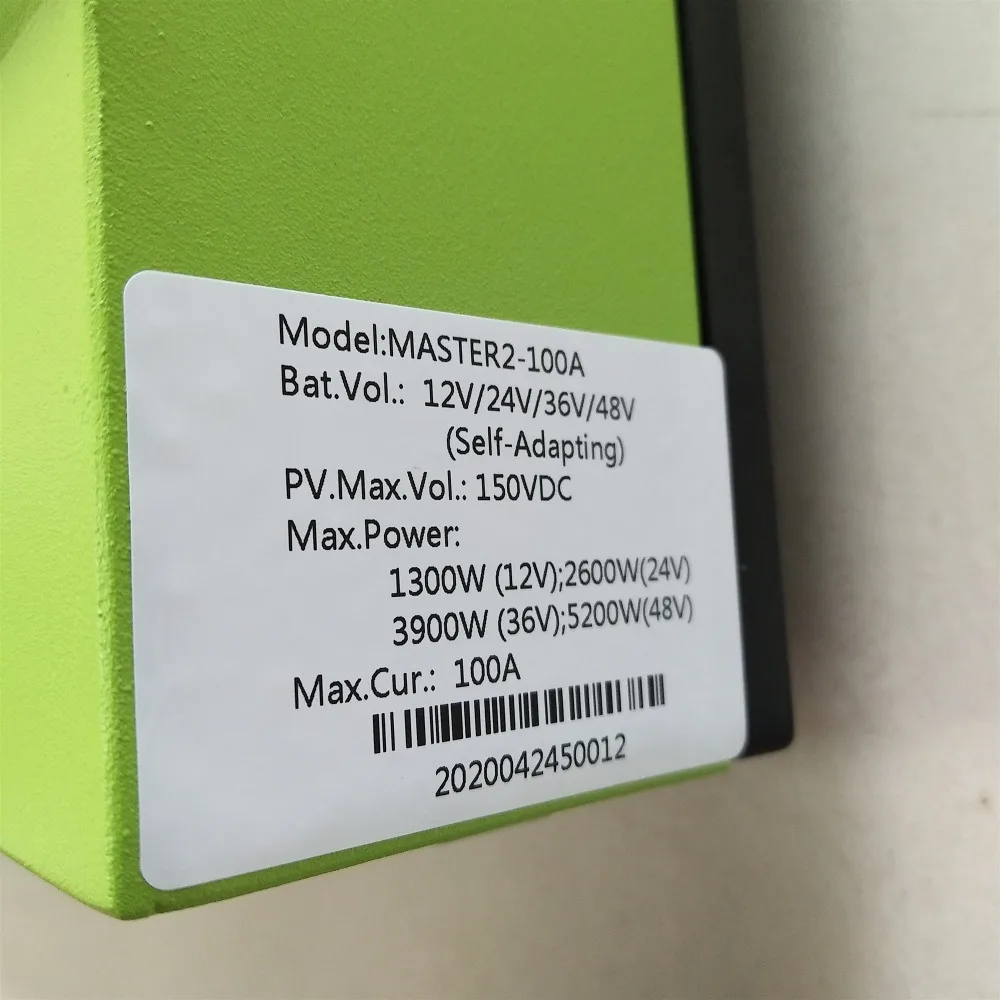 Model:MASTER2-100A
Bat.Vol.: 12V/24V/36V/48V
(Self-Adapting)
PV.Max.Vol.: 150VDC
Max.Power:
1300W (12V);2600W(24V)
3900W (36V);5200W(48V)
Max.Cur.: 100A
2020042450012